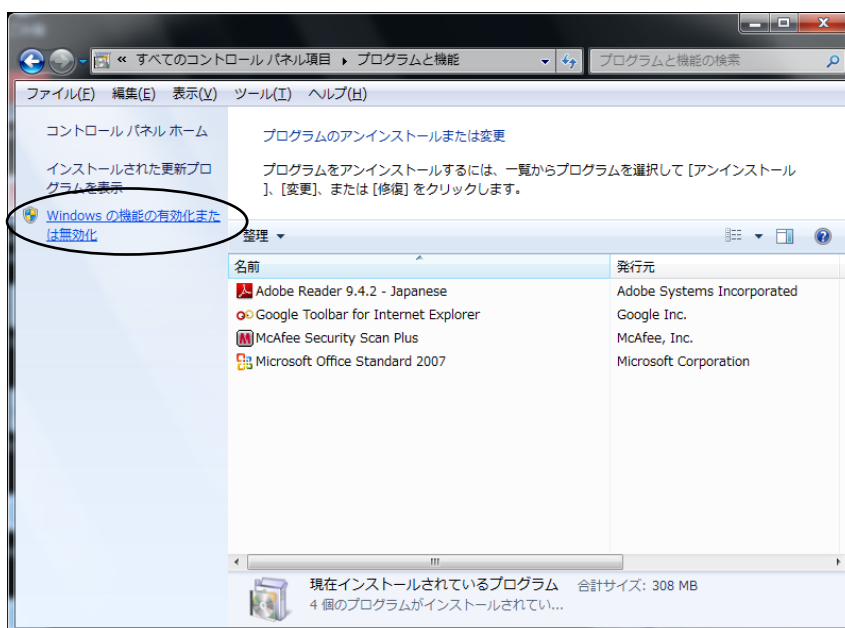 « すべてのコントロール パネル項目 ▸ プログラムと機能
プログラムと機能の検索
ファイル(F) 編集(E) 表示(V) ツール(T) ヘルプ(H)
コントロール パネル ホーム
インストールされた更新プロ
グラムを表示
Windows の機能の有効化また
は無効化
プログラムのアンインストールまたは変更
プログラムをアンインストールするには、一覧からプログラムを選択して [アンインストール
]、[変更]、または [修復] をクリックします。
整理
名前 発行元
Adobe Reader 9.4.2 - Japanese Adobe Systems Incorporated
Google Toolbar for Internet Explorer Google Inc.
McAfee Security Scan Plus McAfee, Inc.
Microsoft Office Standard 2007 Microsoft Corporation
現在インストールされているプログラム 合計サイズ: 308 MB
4 個のプログラムがインストールされてい...